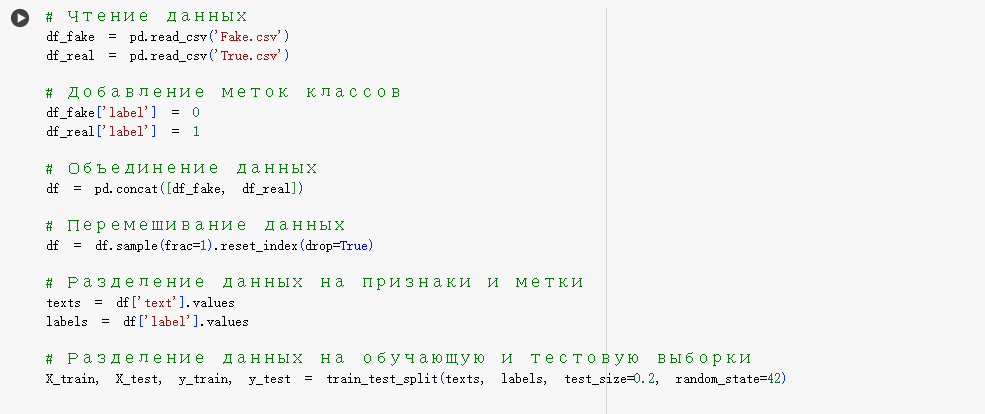 # Чтение данных
df_fake = pd.read_csv('Fake.csv')
df_real = pd.read_csv('True.csv')
# Добавление меток классов
df_fake['label'] = 0
df_real['label'] = 1
# Объединение данных
df = pd.concat([df_fake, df_real])
# Перемешивание данных
df = df.sample(frac=1).reset_index(drop=True)
# Разделение данных на признаки и метки
texts = df['text'].values
labels = df['label'].values
# Разделение данных на обучающую и тестовую выборки
X_train, X_test, y_train, y_test = train_test_split(texts, labels, test_size=0.2, random_state=42)